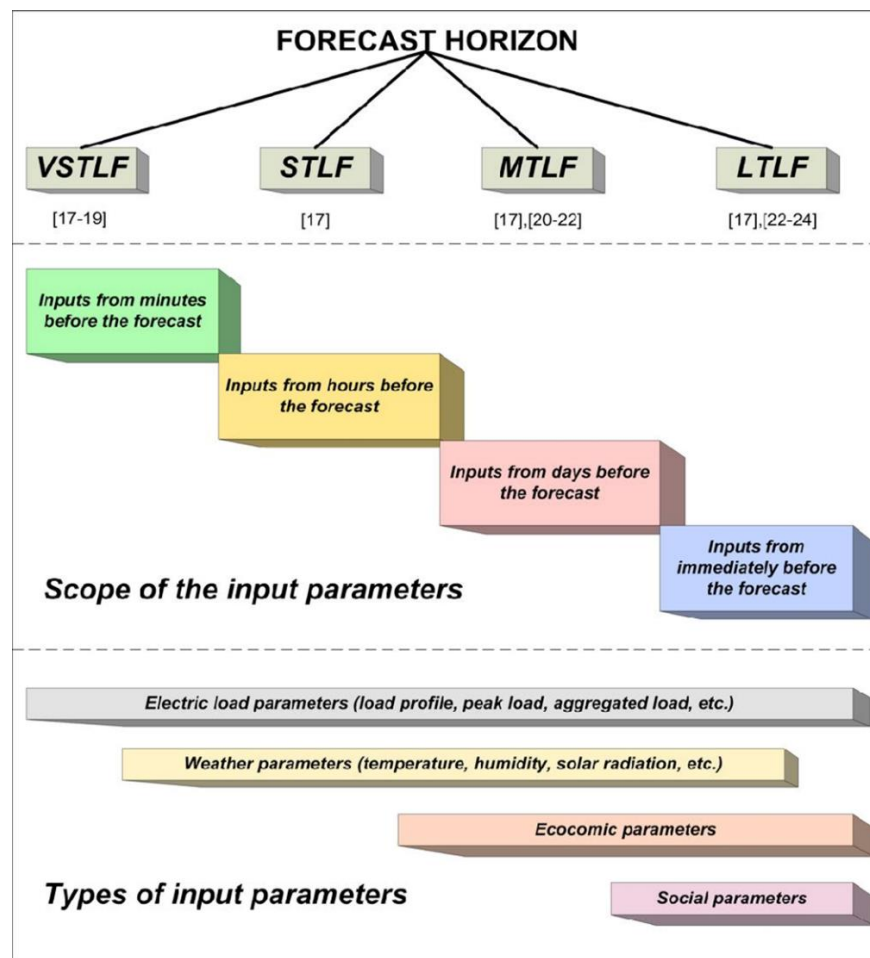 FORECAST HORIZON
VSTLF
STLF
MTLF
LTLF
[17-19]
[17]
[17],[20-22]
[17],[22-24]
Inputs from minutes
before the forecast
Inputs from hours before
the forecast
Inputs from days before
the forecast
Inputs from
immediately before
the forecast
Scope of the input parameters
Electric load parameters (load profile, peak load, aggregated load, etc.)
Weather parameters (temperature, humidity, solar radiation, etc.)
Ecocomic parameters
Social parameters
Types of input parameters